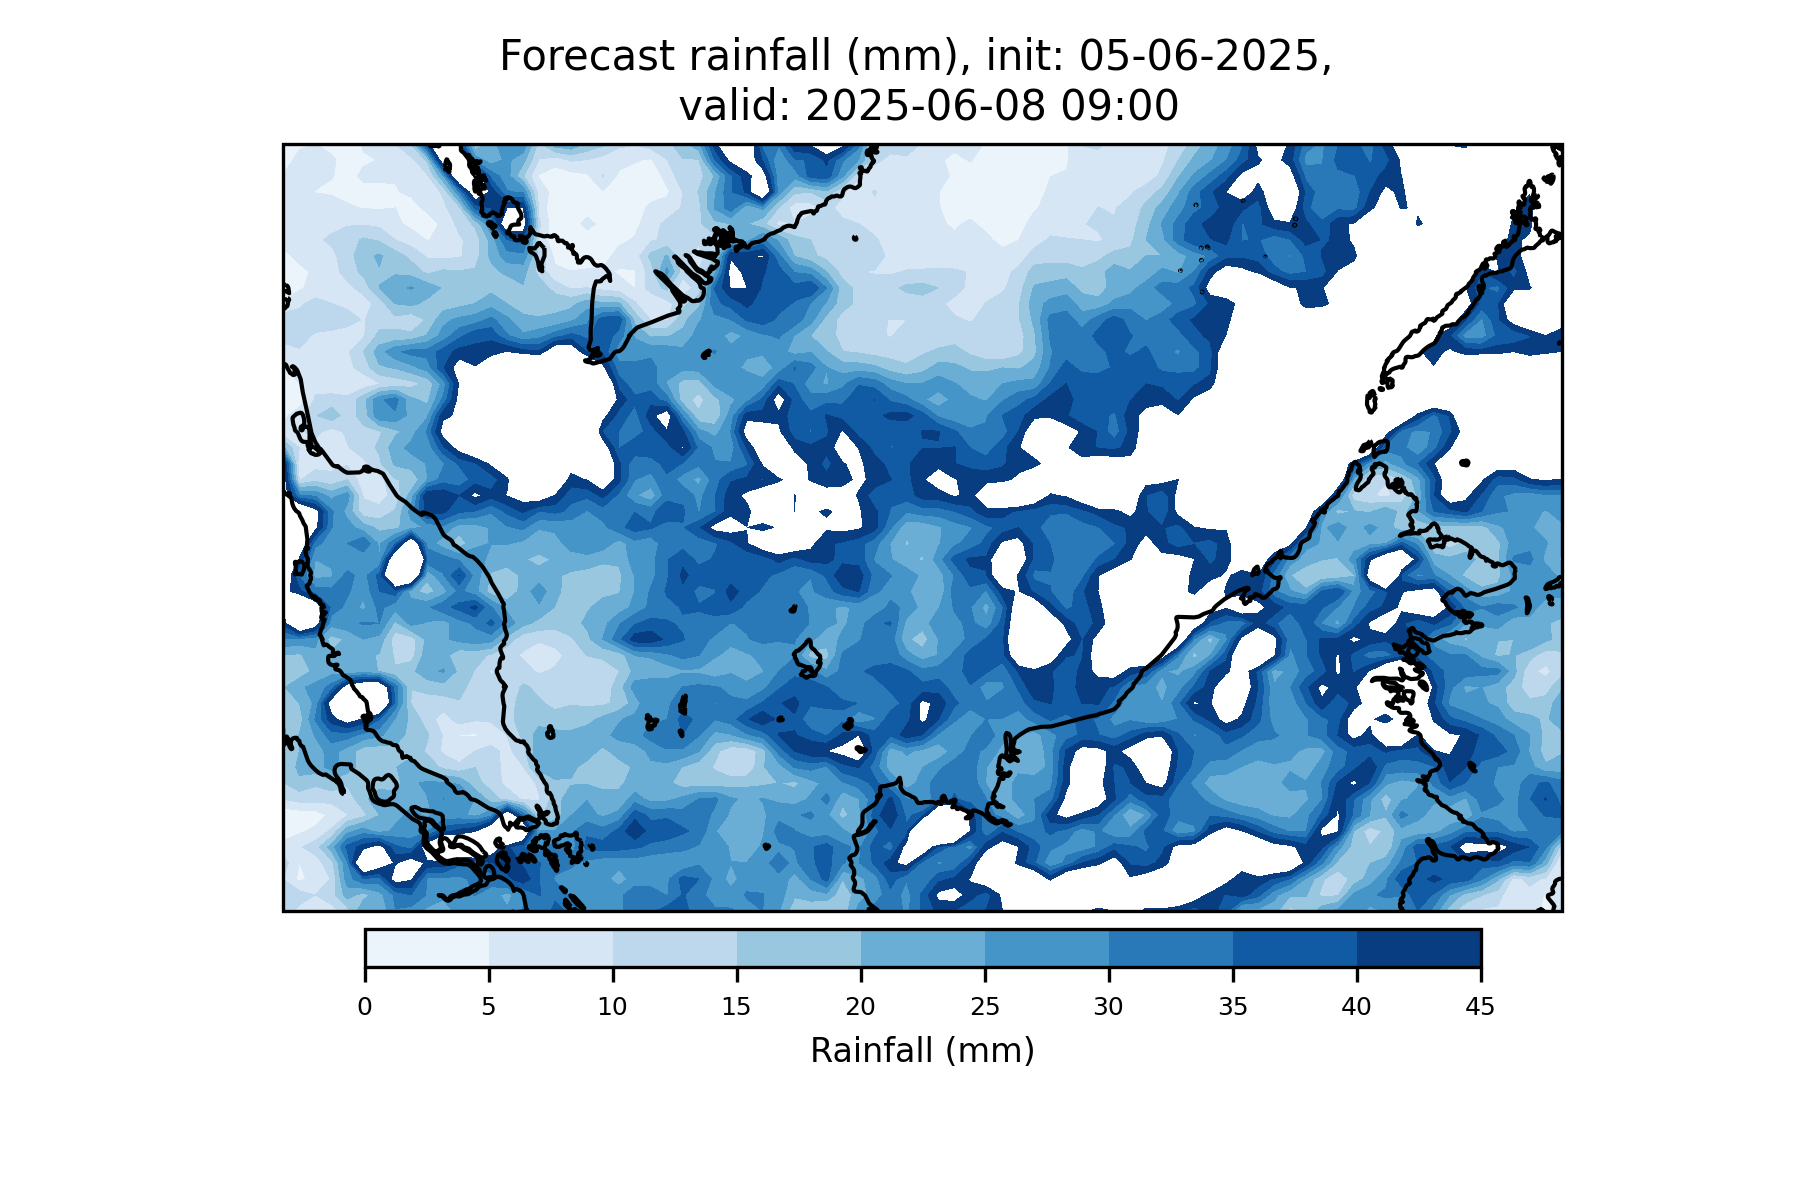 Forecast rainfall (mm), init: 05-06-2025,
valid: 2025-06-08 09:00
0 5 10 15 20 25 30 35 40 45
Rainfall (mm)